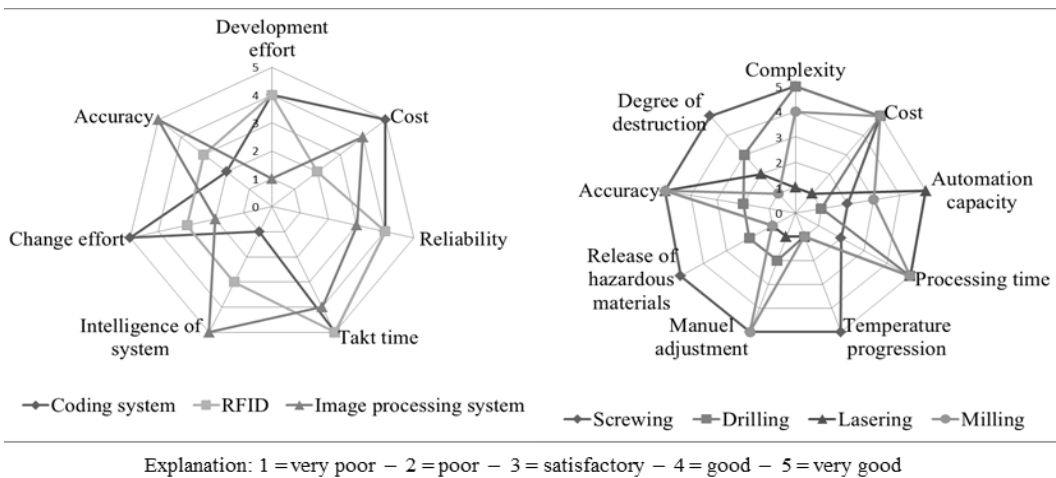 Development
effort
5
4
3
2
1
0
Cost
Reliability
Takt time
Intelligence of
system
Change effort
Accuracy
Coding system RFID Image processing system
Complexity
5
4
3
2
1
0
Cost
Automation
capacity
Processing time
Temperature
progression
Manuel
adjustment
Release of
hazardous
materials
Accuracy
Degree of
destruction
Screwing Drilling Lasering Milling
Explanation: 1 = very poor – 2 = poor – 3 = satisfactory – 4 = good – 5 = very good